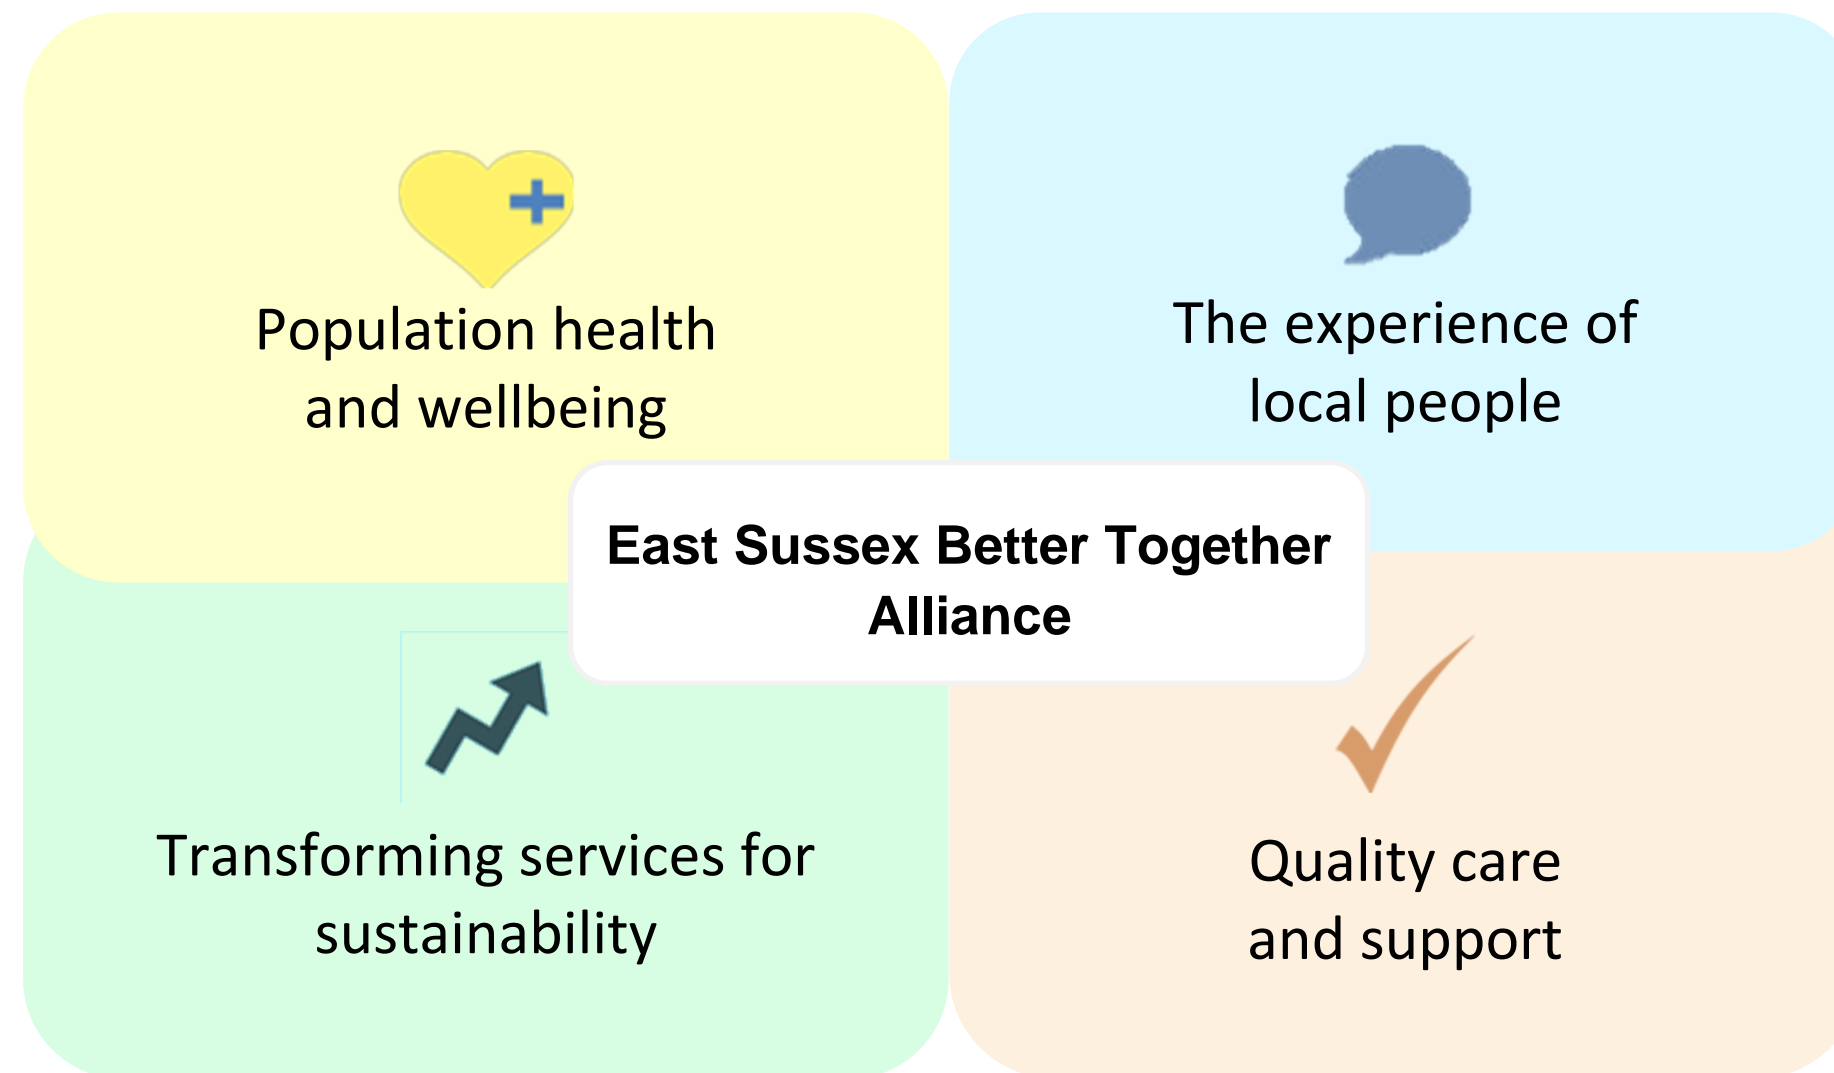 Population health
and wellbeing
The experience of
local people
East Sussex Better Together
Alliance
Transforming services for
sustainability
Quality care
and support